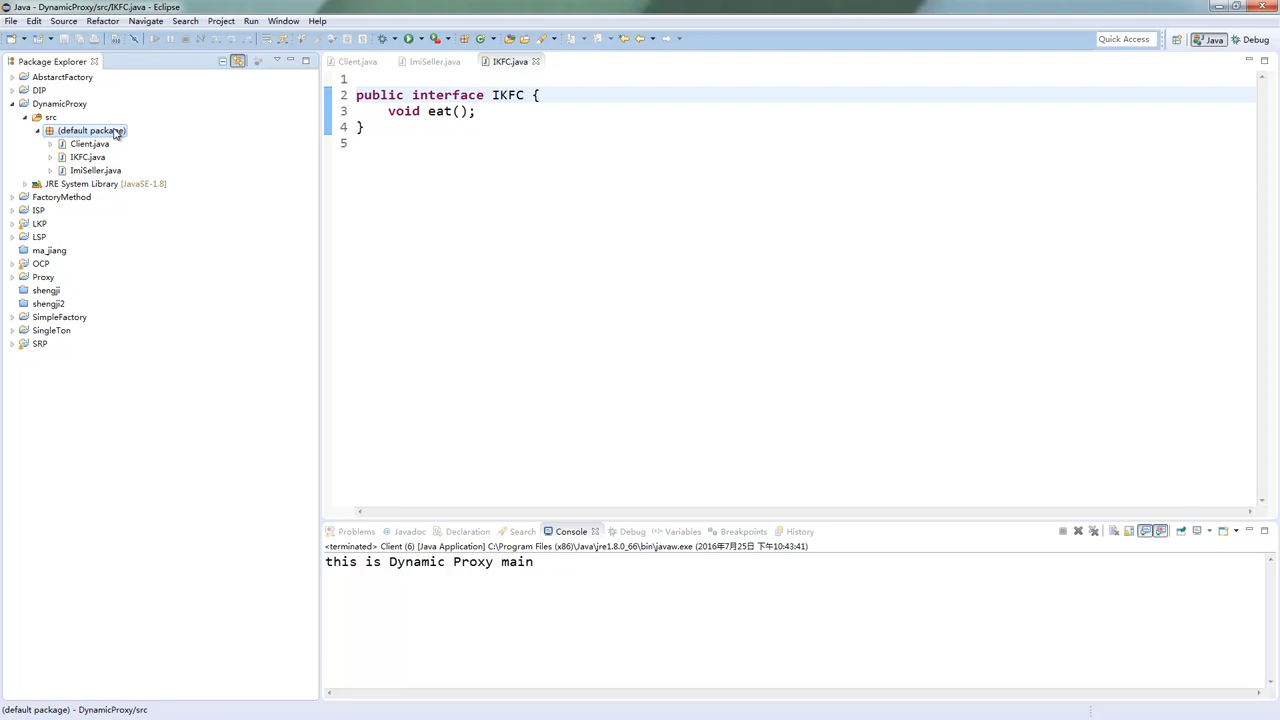 Java - DynamicProxy/src/IKFC.java - Eclipse
File Edit Source Refactor Navigate Search Project Run Window Help
Quick Access
Java
Debug
Package Explorer
AbstarctFactory
DIP
DynamicProxy
src
(default package)
Client.java
IKFC.java
ImiSeller.java
JRE System Library [JavaSE-1.8]
FactoryMethod
ISP
LKP
LSP
ma_jiang
OCP
Proxy
shengji
shengji2
SimpleFactory
SingleTon
SRP
Client.java ImiSeller.java IKFC.java
1
2 public interface IKFC {
3 void eat();
4 }
5
Problems Javadoc Declaration Search Console Debug Variables Breakpoints History
<terminated> Client (6) [Java Application] C:\Program Files (x86)\Java\jre1.8.0_66\bin\javaw.exe (2016年7月25日 下午10:43:41)
this is Dynamic Proxy main
(default package) - DynamicProxy/src